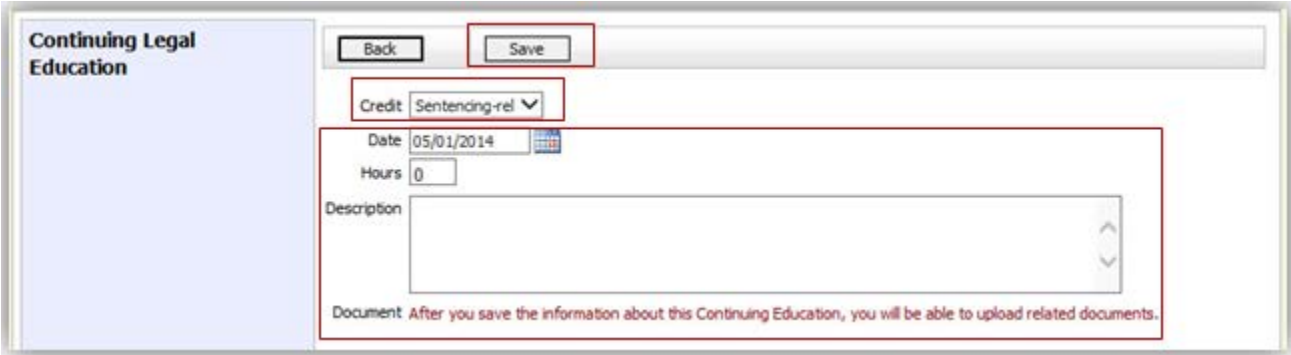 Continuing Legal
Education
Back Save
Credit Sentencing-rel
Date 05/01/2014
Hours 0
Description
Document After you save the information about this Continuing Education, you will be able to upload related documents.